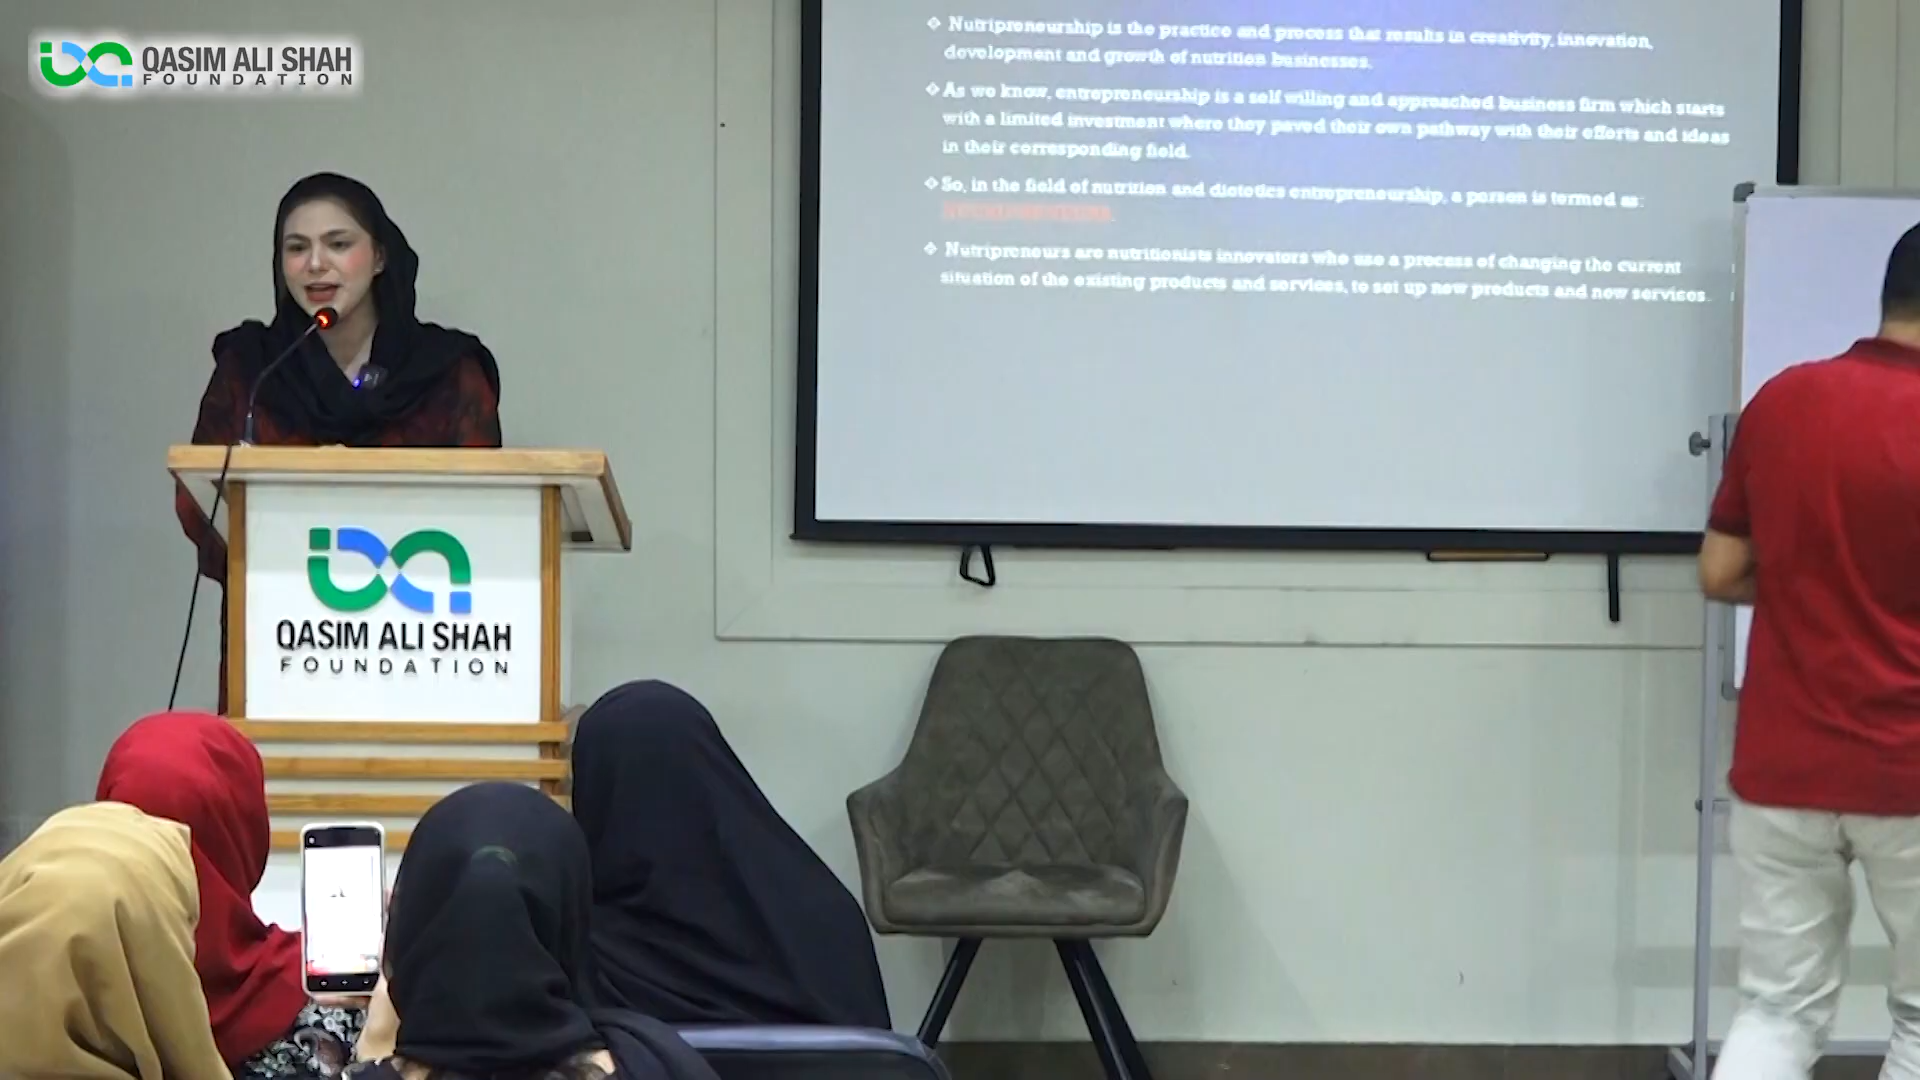 QASIM ALI SHAH
FOUNDATION
❖ Nutripreneurship is the practice and process that results in creativity, innovation,
development and growth of nutrition businesses.
❖ As we know, entrepreneurship is a self willing and approached business firm which starts
with a limited investment where they paved their own pathway with their efforts and ideas
in their corresponding field.
❖ So, in the field of nutrition and dietetics entrepreneurship, a person is termed as:
❖ Nutripreneurs are nutritionists innovators who use a process of changing the current
situation of the existing products and services, to set up new products and new services.
QASIM ALI SHAH
FOUNDATION